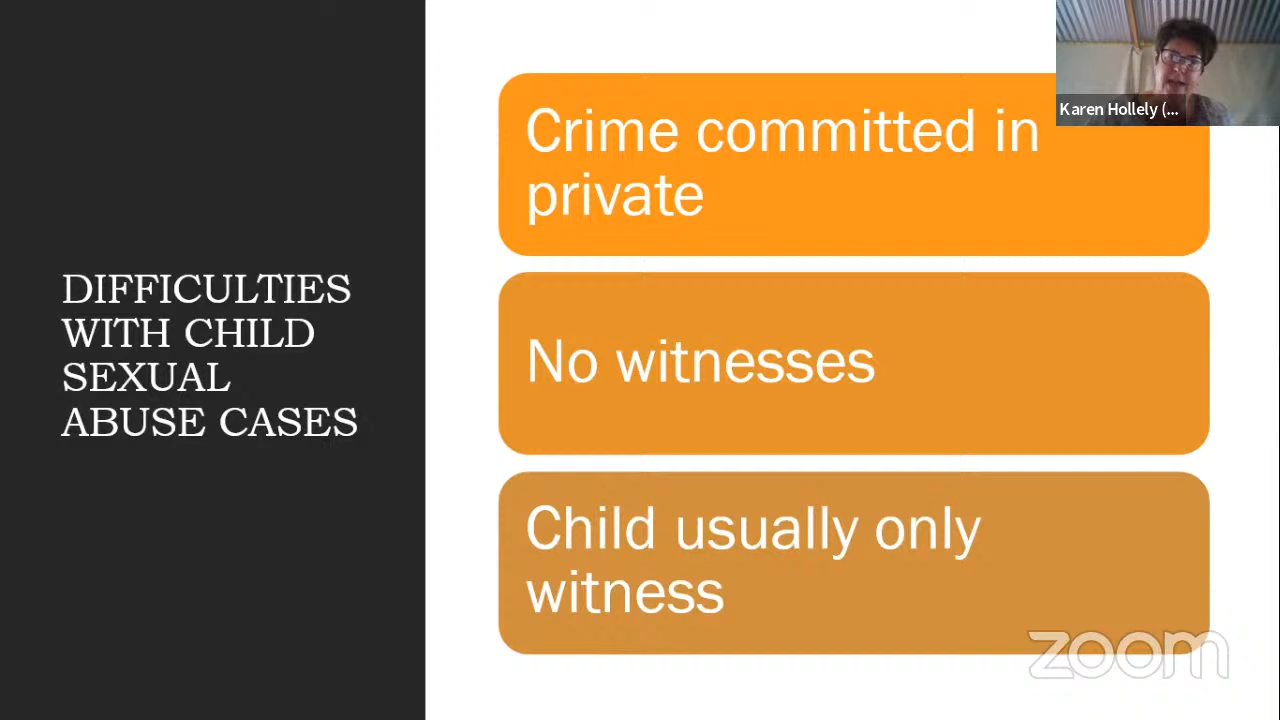 DIFFICULTIES
WITH CHILD
SEXUAL
ABUSE CASES
Crime committed in
private
No witnesses
Child usually only
witness
Karen Hollely (...
zoom